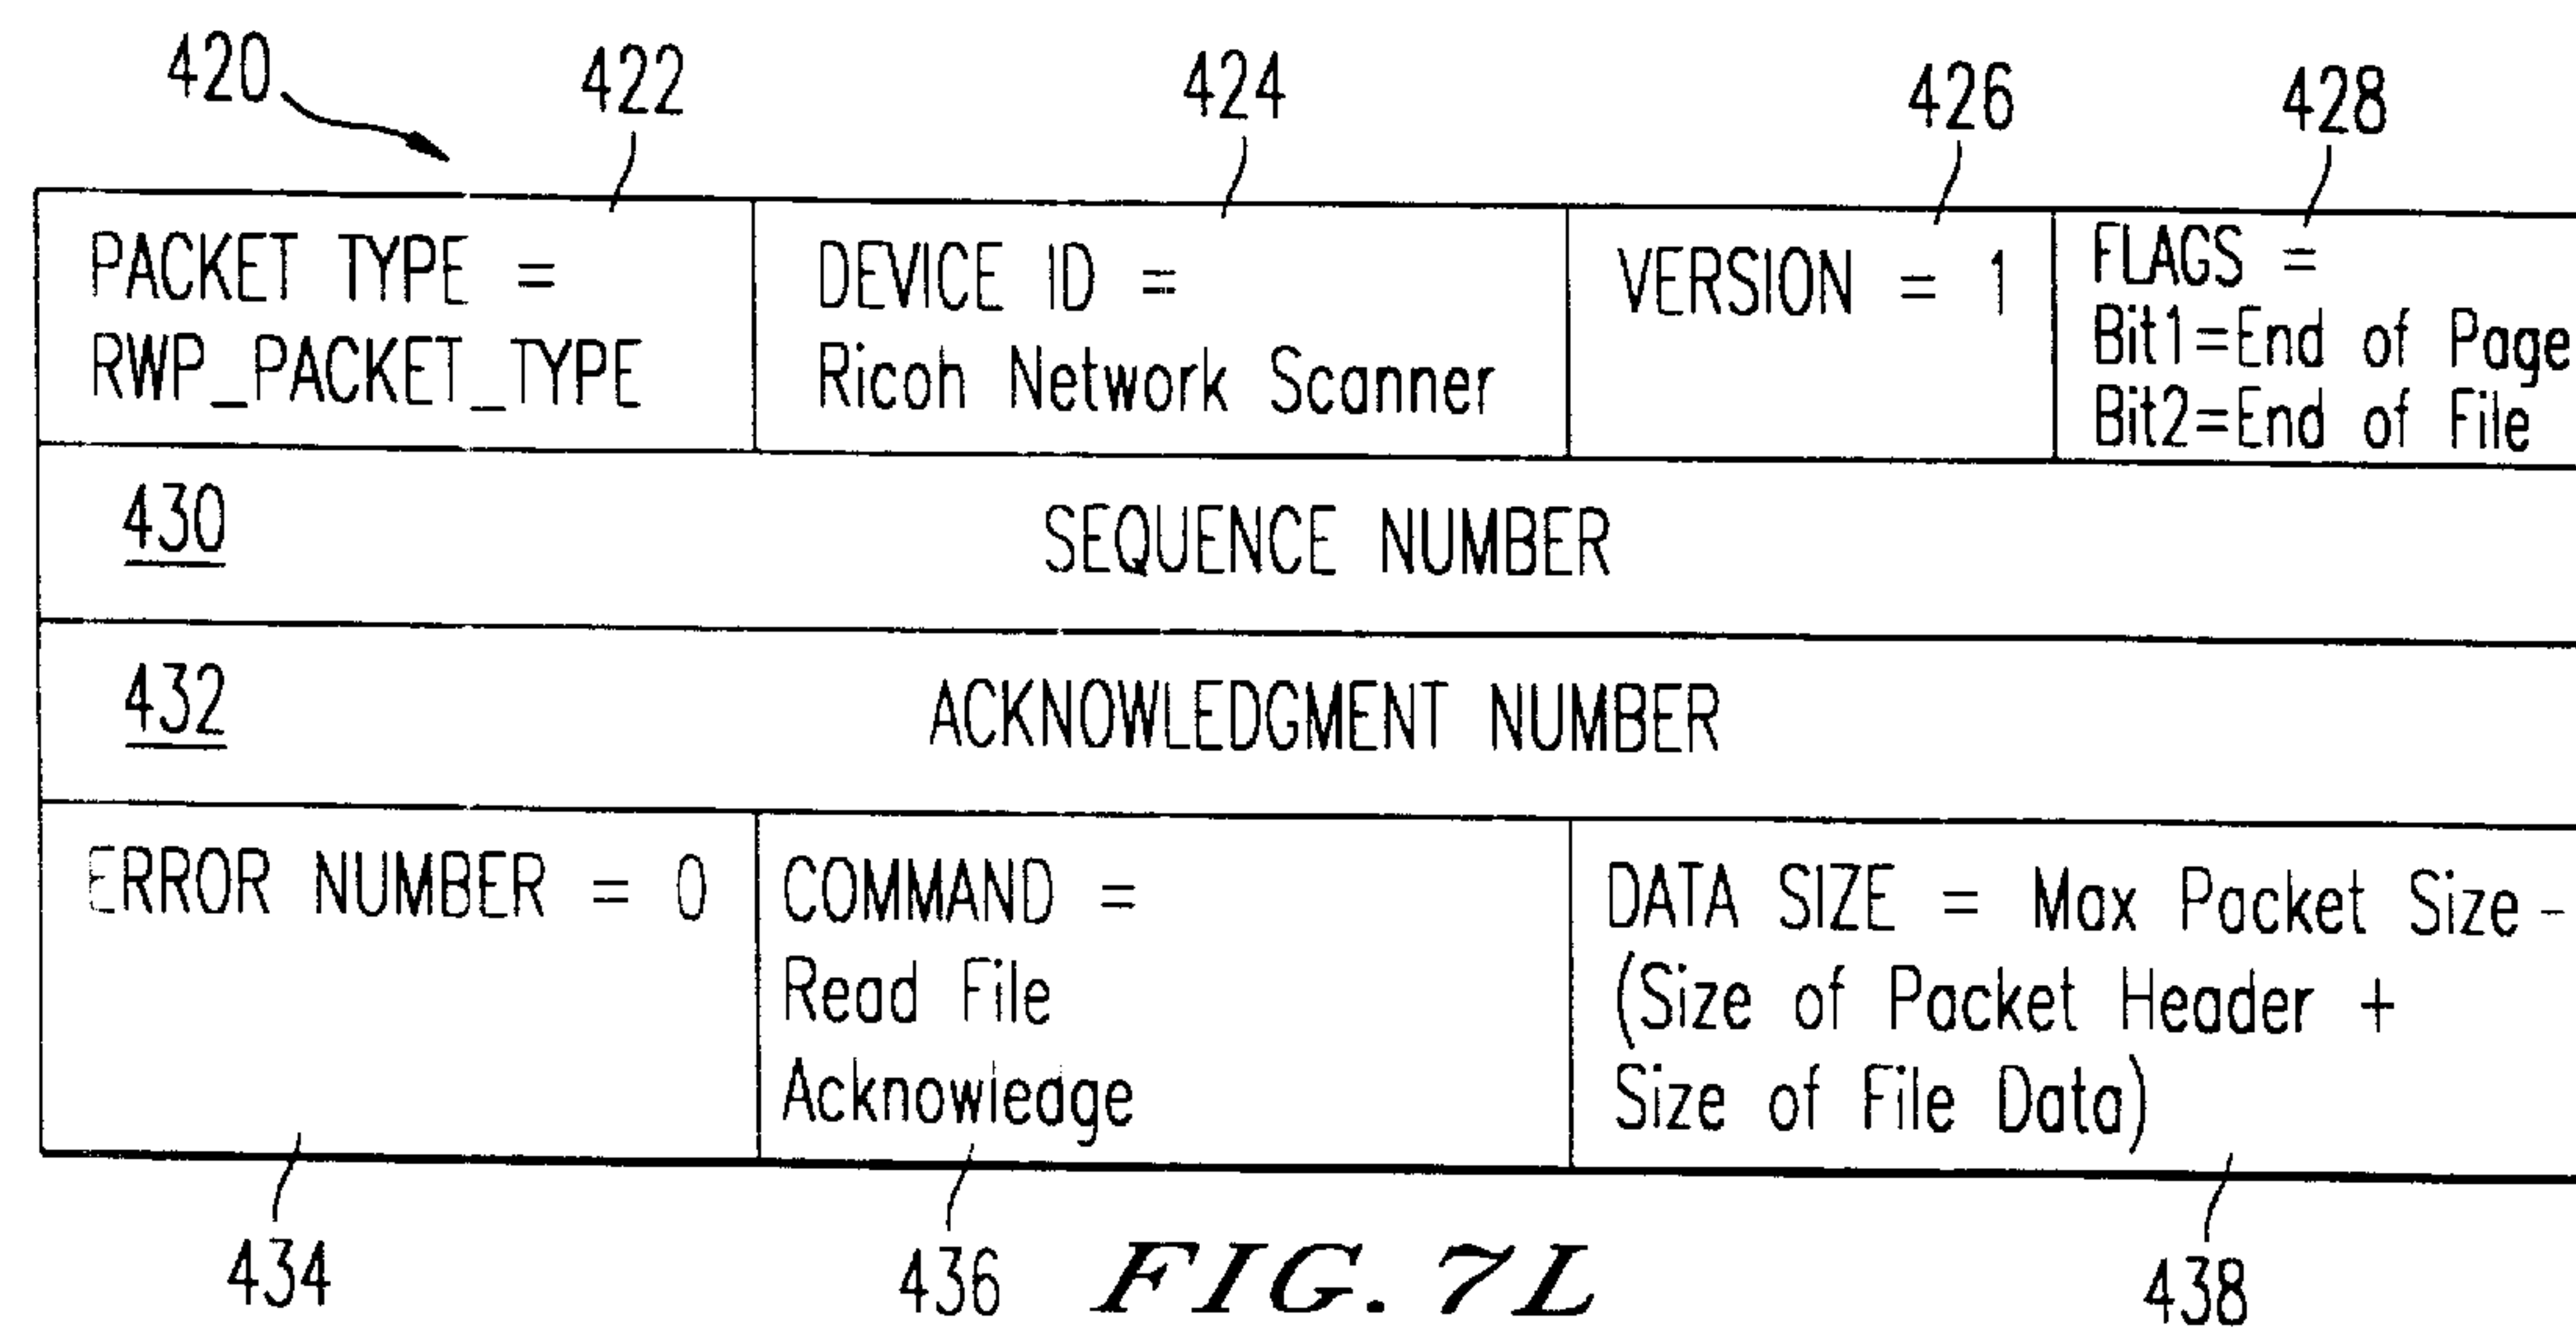 420 422 424 426 428
PACKET TYPE =
RWP_PACKET_TYPE
DEVICE ID =
Ricoh Network Scanner
VERSION = 1
FLAGS =
Bit1=End of Page
Bit2=End of File
430 SEQUENCE NUMBER
432 ACKNOWLEDGMENT NUMBER
ERROR NUMBER = 0
COMMAND =
Read File
Acknowledge
DATA SIZE = Max Packet Size -
(Size of Packet Header +
Size of File Data)
434 436 438
FIG. 7L